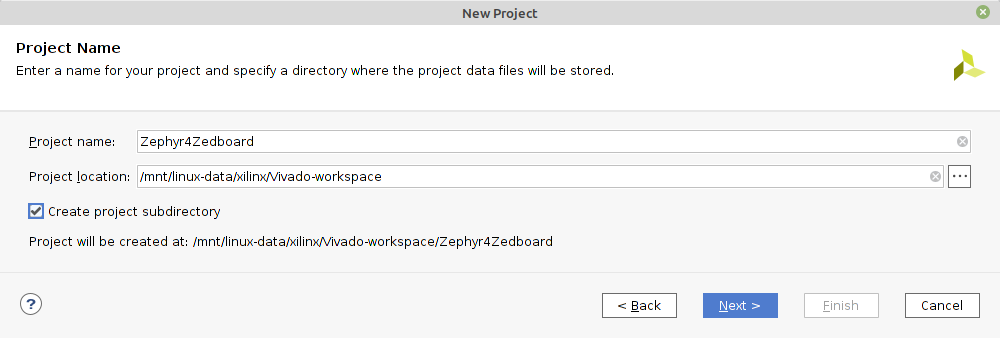 New Project
Project Name
Enter a name for your project and specify a directory where the project data files will be stored.
Project name: Zephyr4Zedboard
Project location: /mnt/linux-data/xilinx/Vivado-workspace ...
Create project subdirectory
Project will be created at: /mnt/linux-data/xilinx/Vivado-workspace/Zephyr4Zedboard
? < Back Next > Finish Cancel